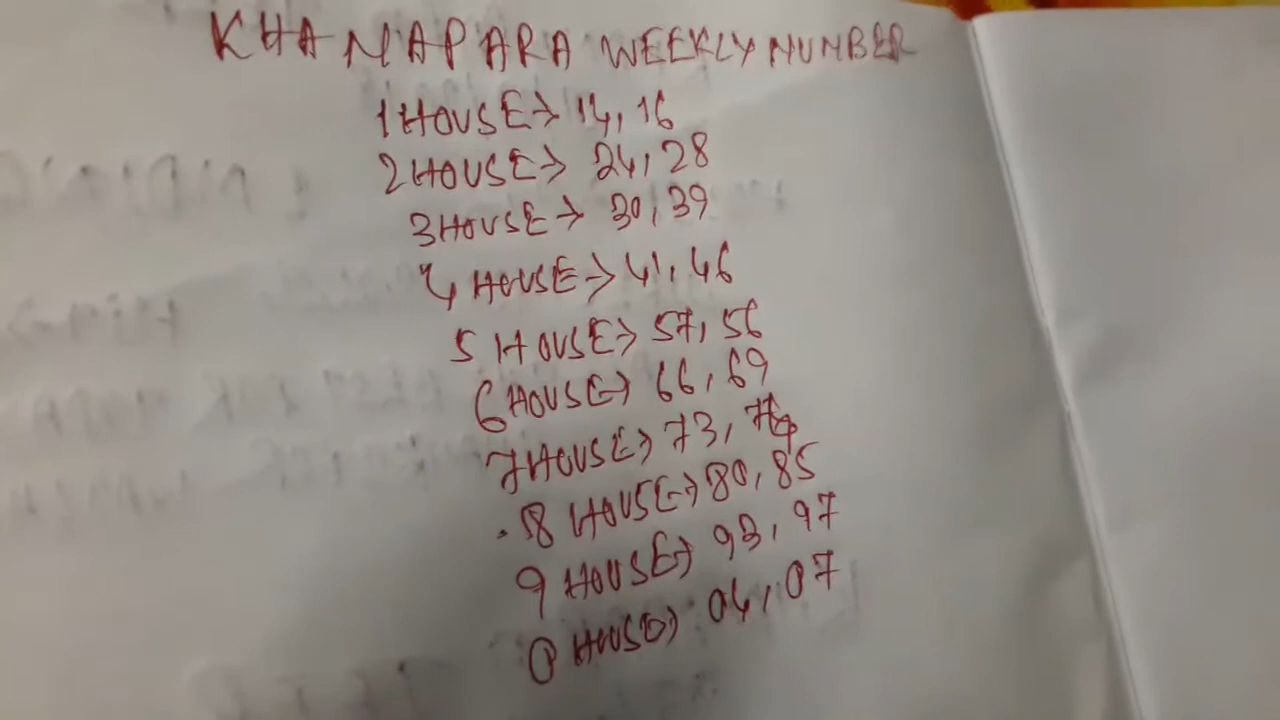 KHANAPARA WEEKLY NUMBER
1 HOUSE→ 14, 16
2 HOUSE→ 24, 28
3 HOUSE→ 30, 39
4 HOUSE→ 41, 46
5 HOUSE→ 57, 56
6 HOUSE→ 66, 69
7 HOUSE→ 73,
8 HOUSE→ 80, 85
9 HOUSE→ 93, 97
0 HOUSE→ 04, 07